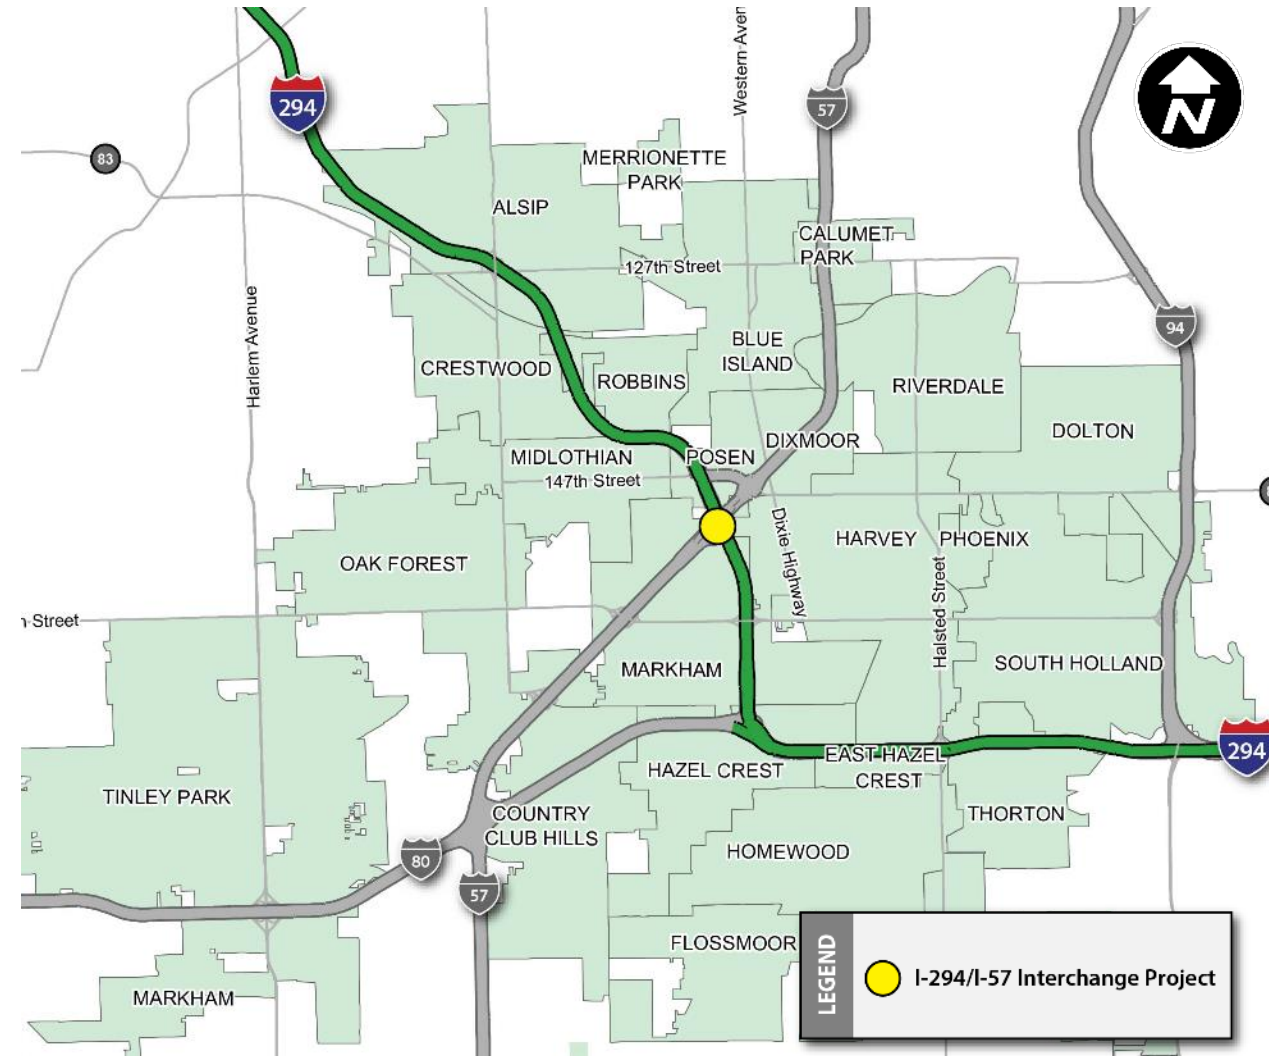 294
83
57
N
Western Aven
MERRIONETTE
PARK
ALSIP
CALUMET
PARK
127th Street
Harlem Avenue
94
BLUE
ISLAND
CRESTWOOD
ROBBINS
RIVERDALE
DOLTON
DIXMOOR
MIDLOTHIAN
POSEN
147th Street
Dixie Highway
HARVEY
PHOENIX
OAK FOREST
Halsted Street
Street
MARKHAM
SOUTH HOLLAND
294
HAZEL CREST
EAST HAZEL
CREST
TINLEY PARK
COUNTRY
CLUB HILLS
THORTON
80
HOMEWOOD
57
FLOSSMOOR
MARKHAM
LEGEND
I-294/I-57 Interchange Project